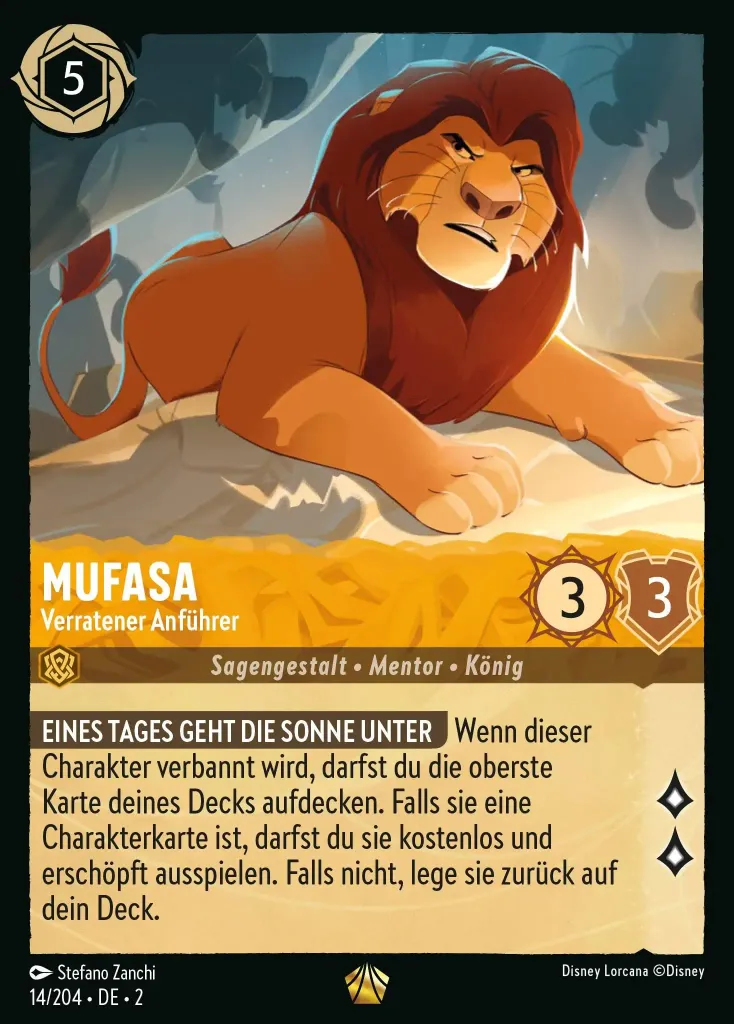 5
MUFASA
Verratener Anführer
3
3
Sagengestalt • Mentor • König
EINES TAGES GEHT DIE SONNE UNTER Wenn dieser
Charakter verbannt wird, darfst du die oberste
Karte deines Decks aufdecken. Falls sie eine
Charakterkarte ist, darfst du sie kostenlos und
erschöpft ausspielen. Falls nicht, lege sie zurück auf
dein Deck.
Stefano Zanchi
Disney Lorcana ©Disney
14/204 • DE • 2